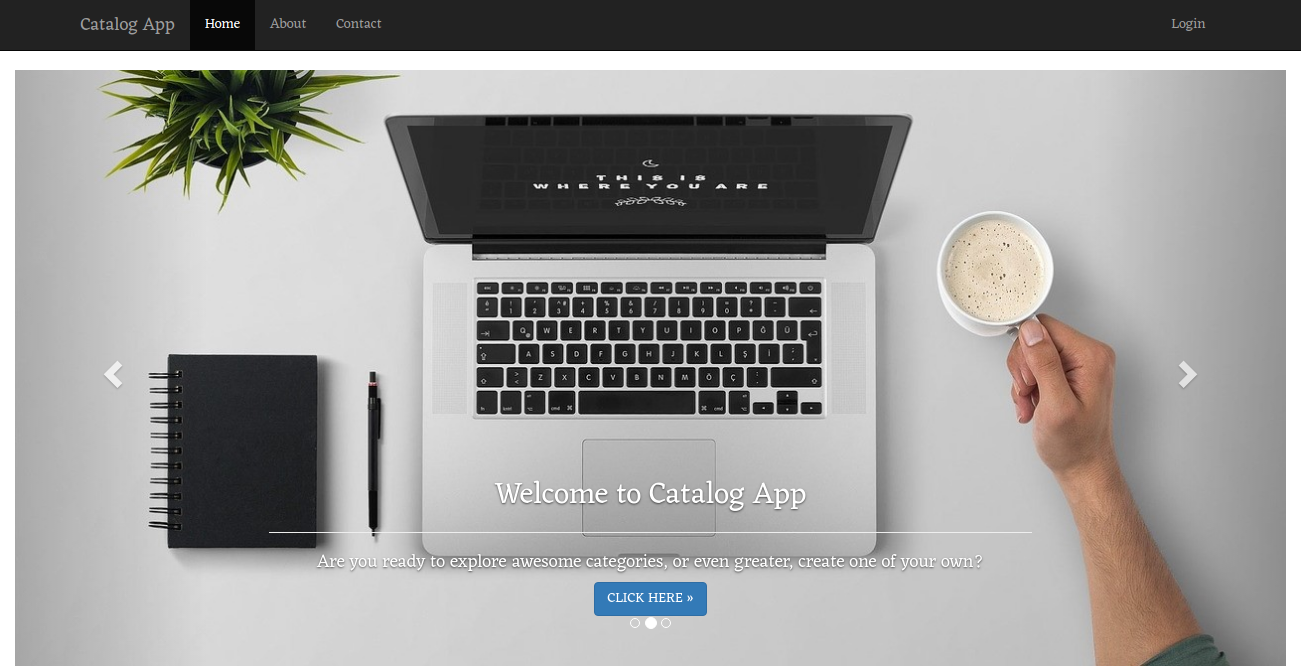 Catalog App Home About Contact Login
THIS IS
WHERE YOU ARE
Q W E R T Y U I O P Ğ Ü
A S D F G H J K L Ş İ
Z X C V B N M Ö Ç
Welcome to Catalog App
Are you ready to explore awesome categories, or even greater, create one of your own?
CLICK HERE »